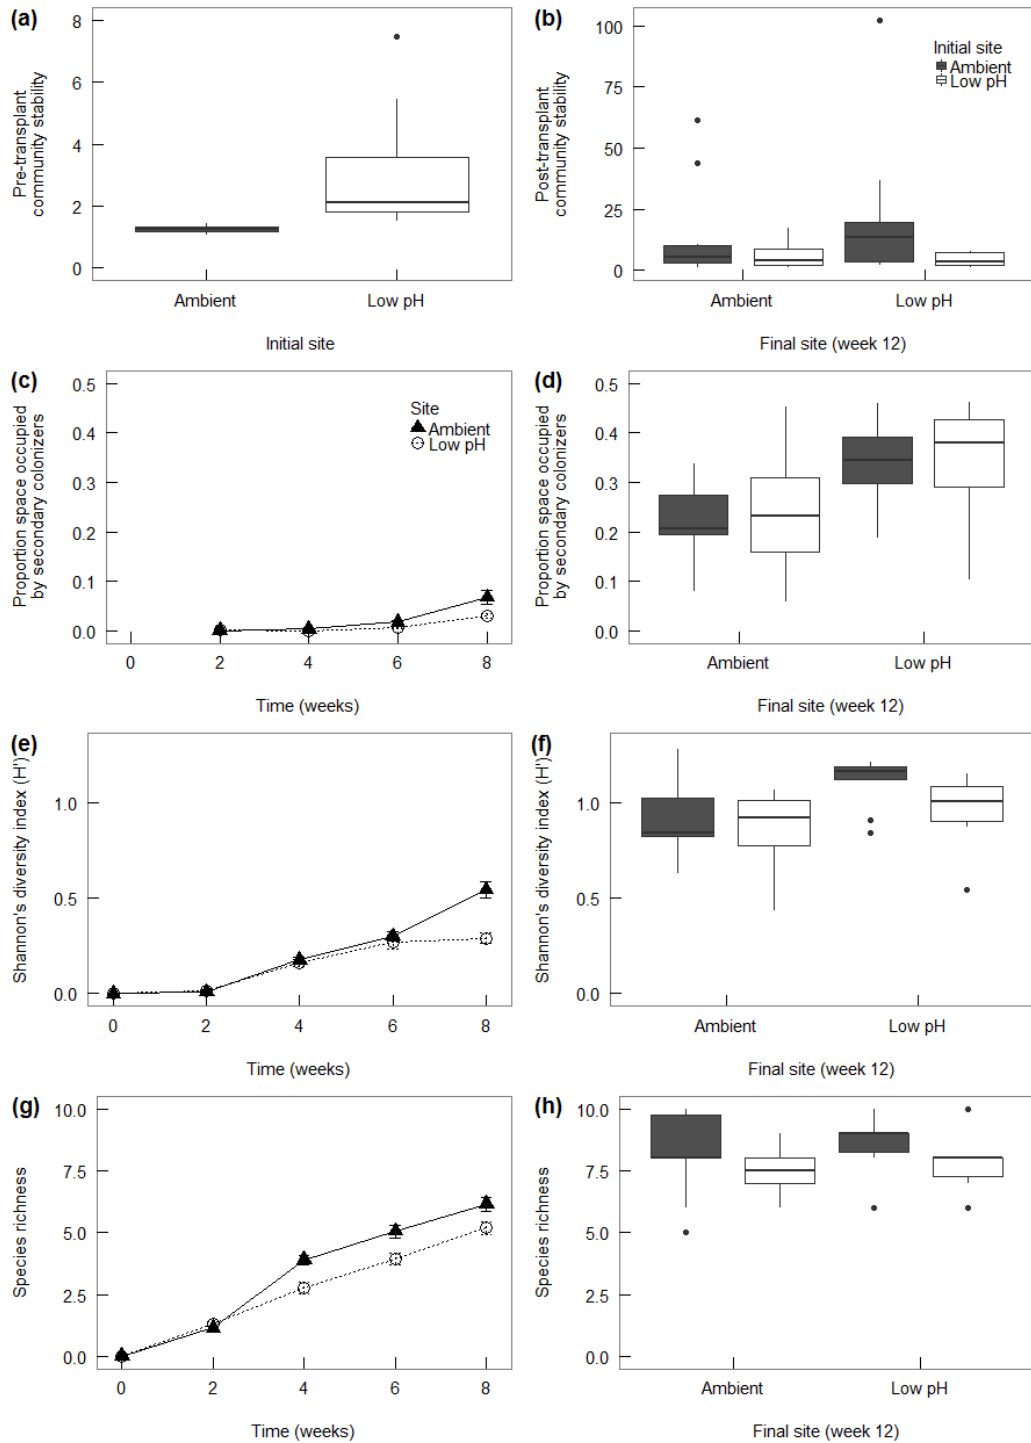 (a)
Pre-transplant
community stability
8
6
4
2
0
Ambient
Low pH
Initial site
(b)
Post-transplant
community stability
100
75
50
25
0
Initial site
Ambient
Low pH
Ambient
Low pH
Final site (week 12)
(c)
Proportion space occupied
by secondary colonizers
0.5
0.4
0.3
0.2
0.1
0.0
Site
Ambient
Low pH
0 2 4 6 8
Time (weeks)
(d)
Proportion space occupied
by secondary colonizers
0.5
0.4
0.3
0.2
0.1
0.0
Ambient
Low pH
Final site (week 12)
(e)
Shannon's diversity index (H')
1.0
0.5
0.0
0 2 4 6 8
Time (weeks)
(f)
Shannon's diversity index (H')
1.0
0.5
0.0
Ambient
Low pH
Final site (week 12)
(g)
Species richness
10.0
7.5
5.0
2.5
0.0
0 2 4 6 8
Time (weeks)
(h)
Species richness
10.0
7.5
5.0
2.5
0.0
Ambient
Low pH
Final site (week 12)